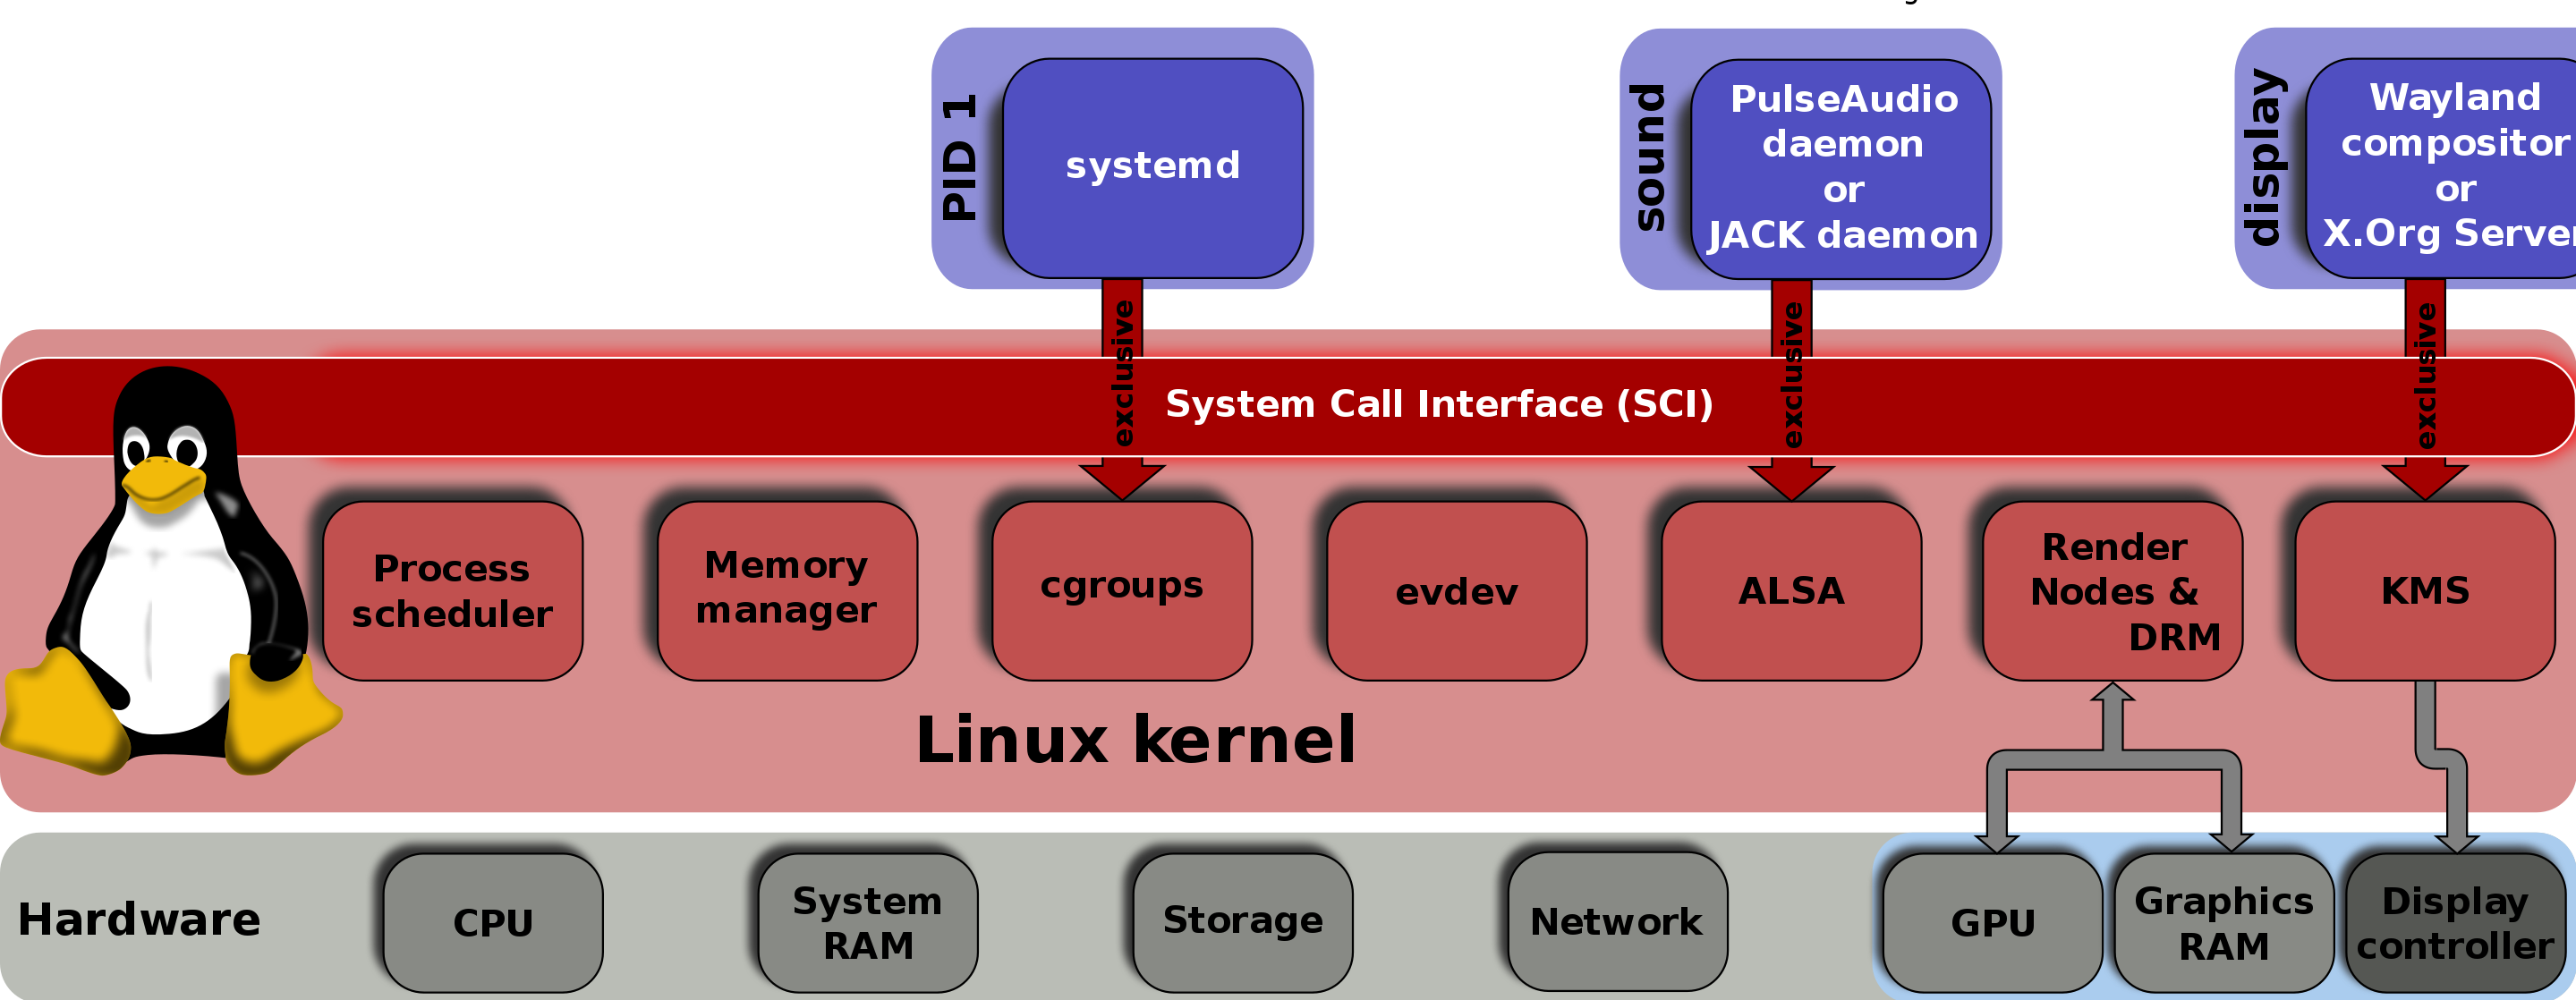 PID 1
systemd
sound
PulseAudio
daemon
or
JACK daemon
display
Wayland
compositor
or
X.Org Server
exclusive
exclusive
exclusive
System Call Interface (SCI)
Process
scheduler
Memory
manager
cgroups
evdev
ALSA
Render
Nodes &
DRM
KMS
Linux kernel
Hardware
CPU
System
RAM
Storage
Network
GPU
Graphics
RAM
Display
controller